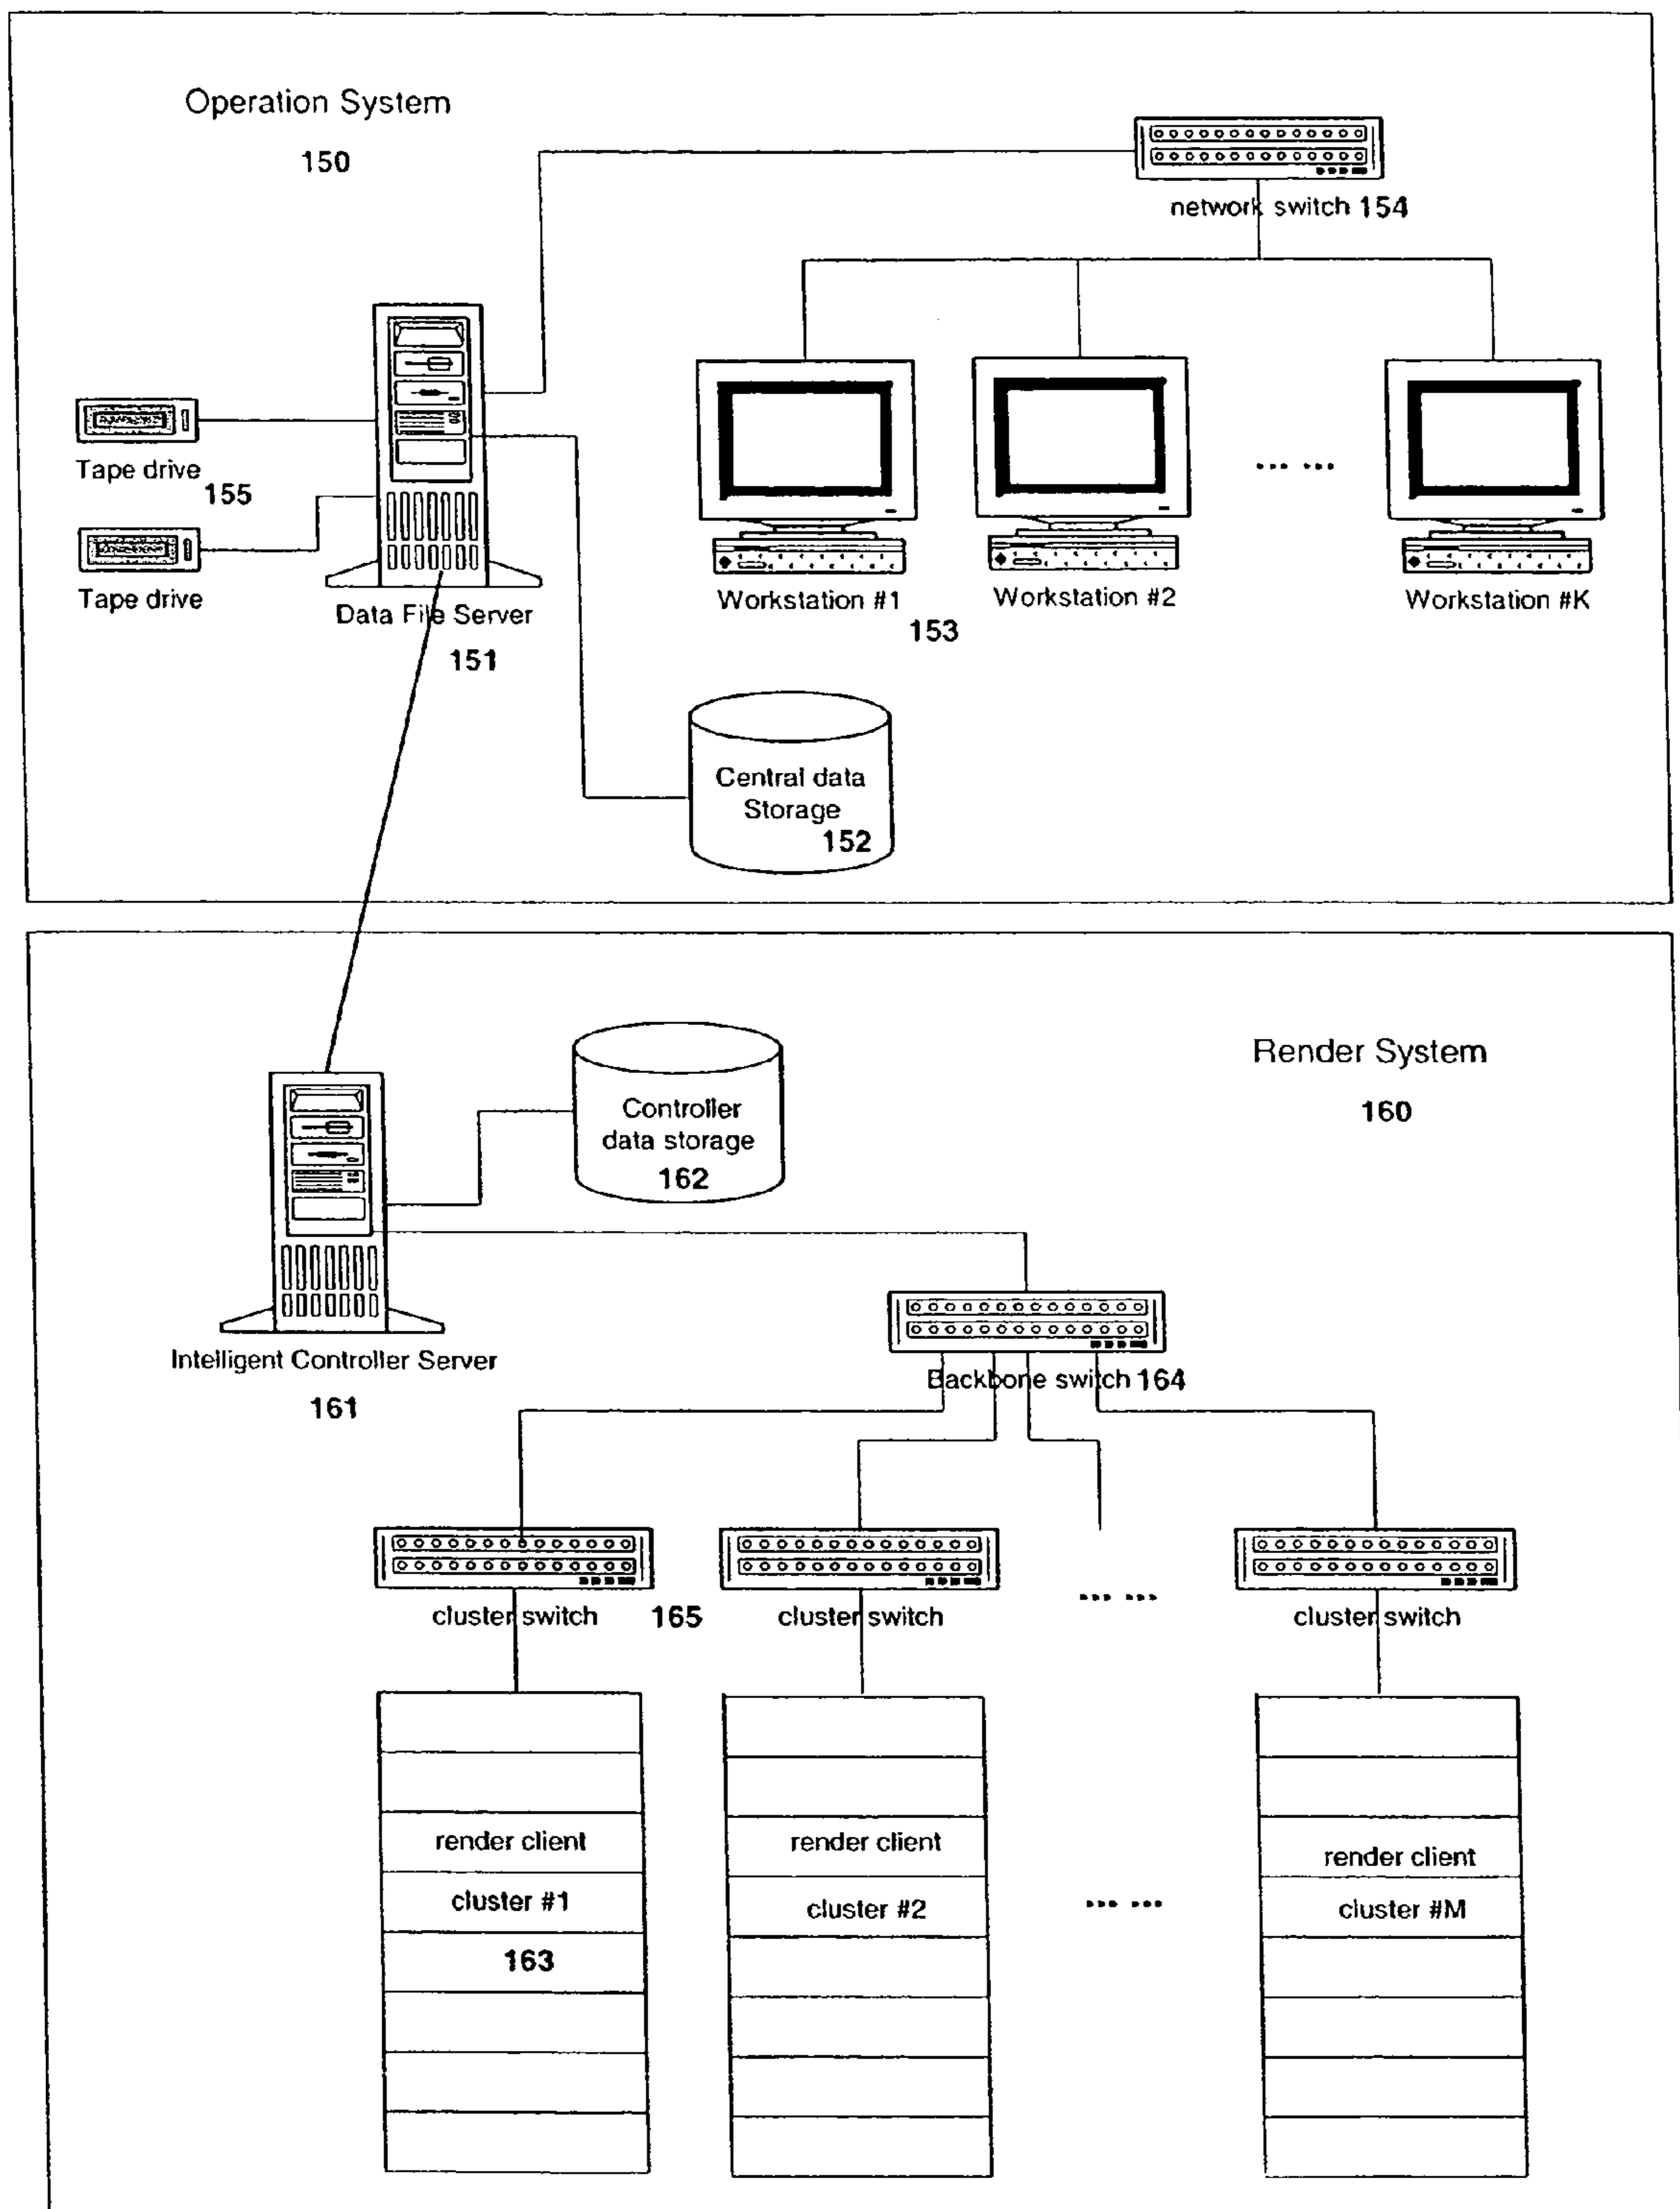 Operation System
150
network switch 154
Tape drive
155
Tape drive
Data File Server
151
Workstation #1
153
Workstation #2
... ...
Workstation #K
Central data
Storage
152
Render System
160
Controller
data storage
162
Intelligent Controller Server
161
Backbone switch 164
cluster switch 165
cluster switch
... ...
cluster switch
render client
cluster #1
163
render client
cluster #2
... ...
render client
cluster #M